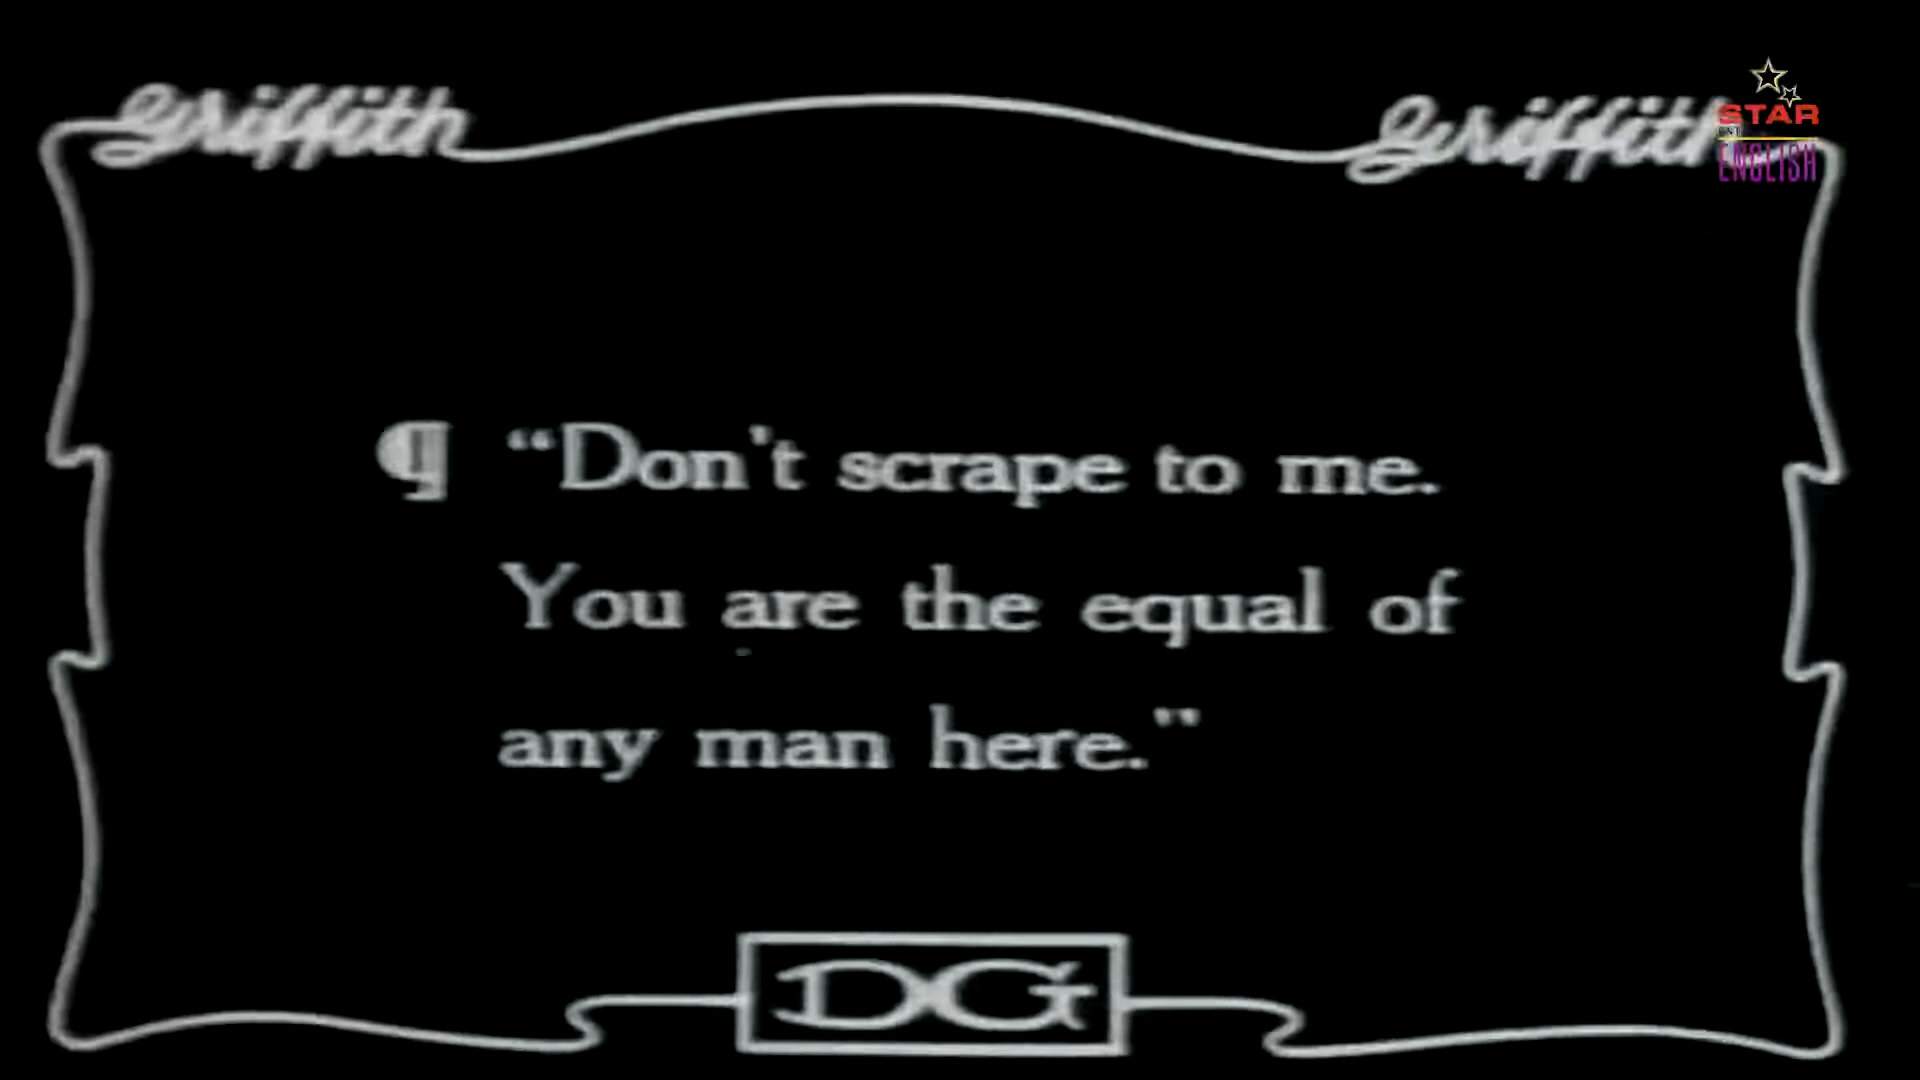 Griffith Griffith
STAR
ENGLISH
¶ “Don't scrape to me.
You are the equal of
any man here.”
DG